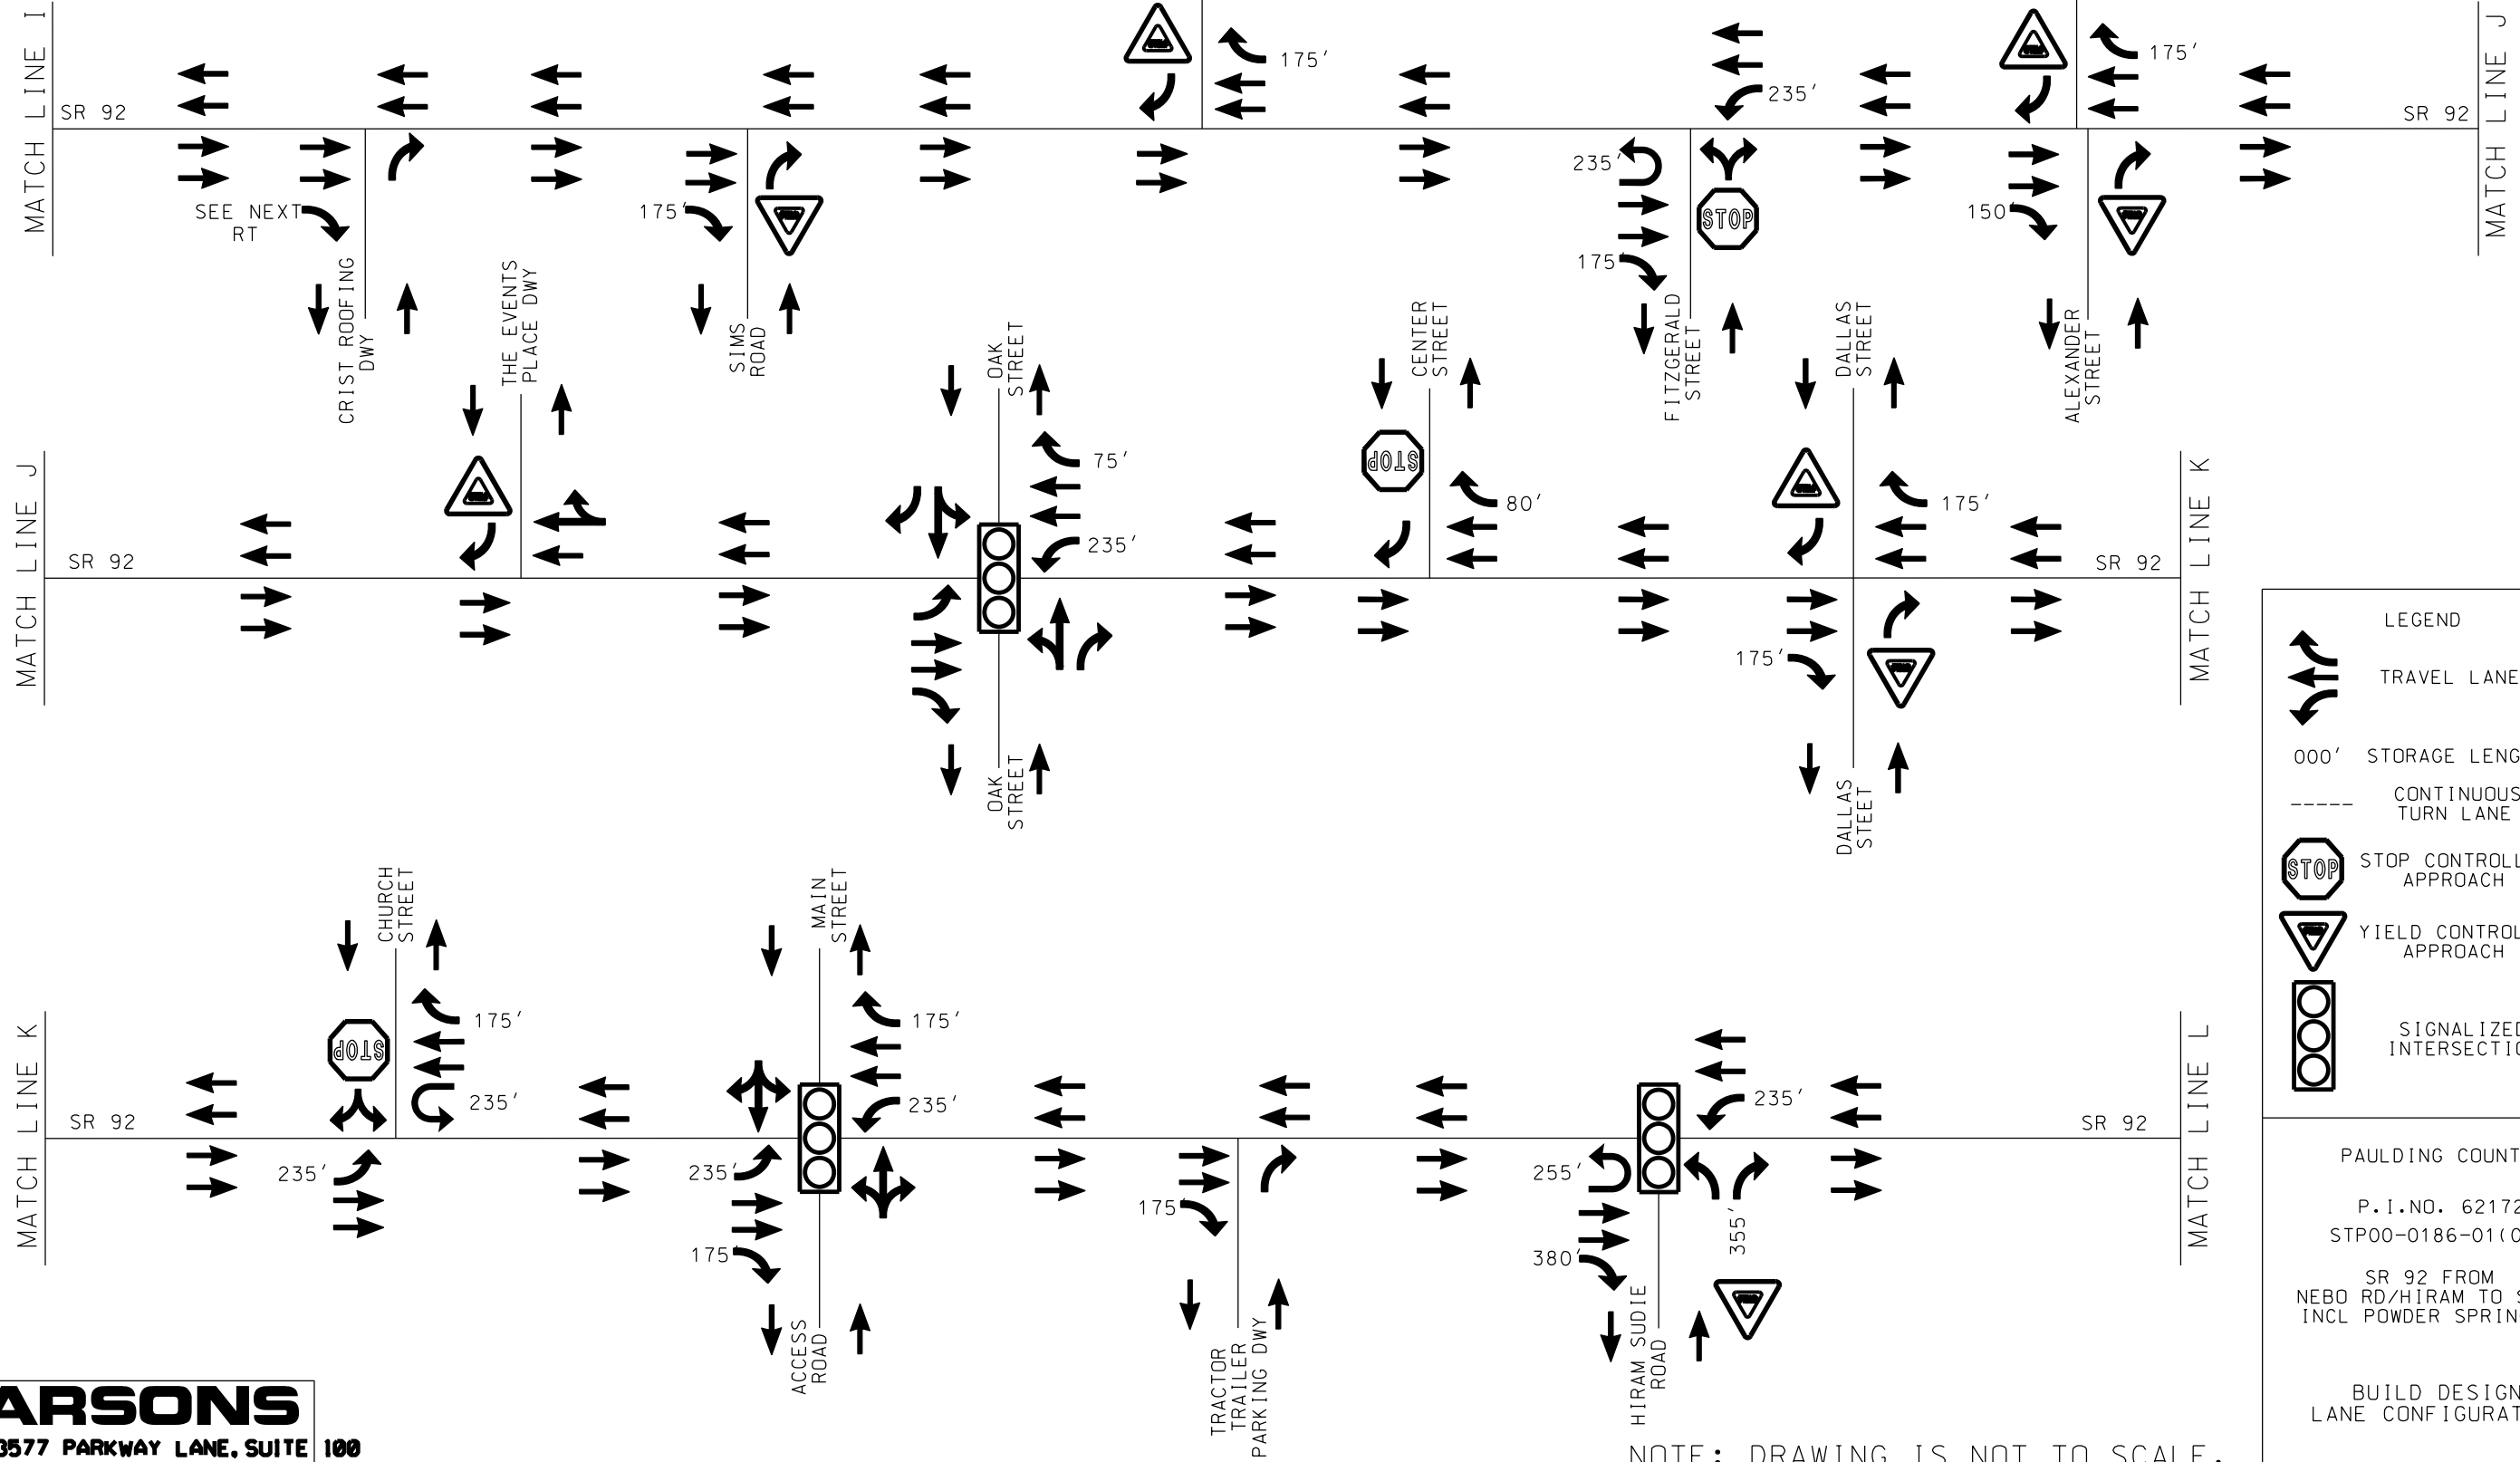 MATCH LINE I
SR 92
SEE NEXT
RT
CRIST ROOFING
DWY
175'
SIMS
ROAD
175'
235'
235'
175'
STOP
FITZGERALD
STREET
175'
150'
ALEXANDER
STREET
SR 92
MATCH LINE J
MATCH LINE J
SR 92
THE EVENTS
PLACE DWY
OAK
STREET
75'
235'
OAK
STREET
CENTER
STREET
STOP
80'
DALLAS
STREET
175'
175'
DALLAS
STEET
SR 92
MATCH LINE K
MATCH LINE K
SR 92
CHURCH
STREET
STOP
175'
235'
235'
MAIN
STREET
175'
235'
235'
175'
ACCESS
ROAD
175'
TRACTOR
TRAILER
PARKING DWY
235'
255'
380'
355'
HIRAM SUDIE
ROAD
SR 92
MATCH LINE L
LEGEND
TRAVEL LANE
000' STORAGE LENG
CONTINUOUS
TURN LANE
STOP
STOP CONTROLL
APPROACH
YIELD CONTROL
APPROACH
SIGNALIZED
INTERSECTIO
PAULDING COUNT
P.I.NO. 62172
STP00-0186-01(0
SR 92 FROM
NEBO RD/HIRAM TO S
INCL POWDER SPRIN
BUILD DESIGN
LANE CONFIGURAT
ARSONS
3577 PARKWAY LANE, SUITE 100
NOTE: DRAWING IS NOT TO SCALE.